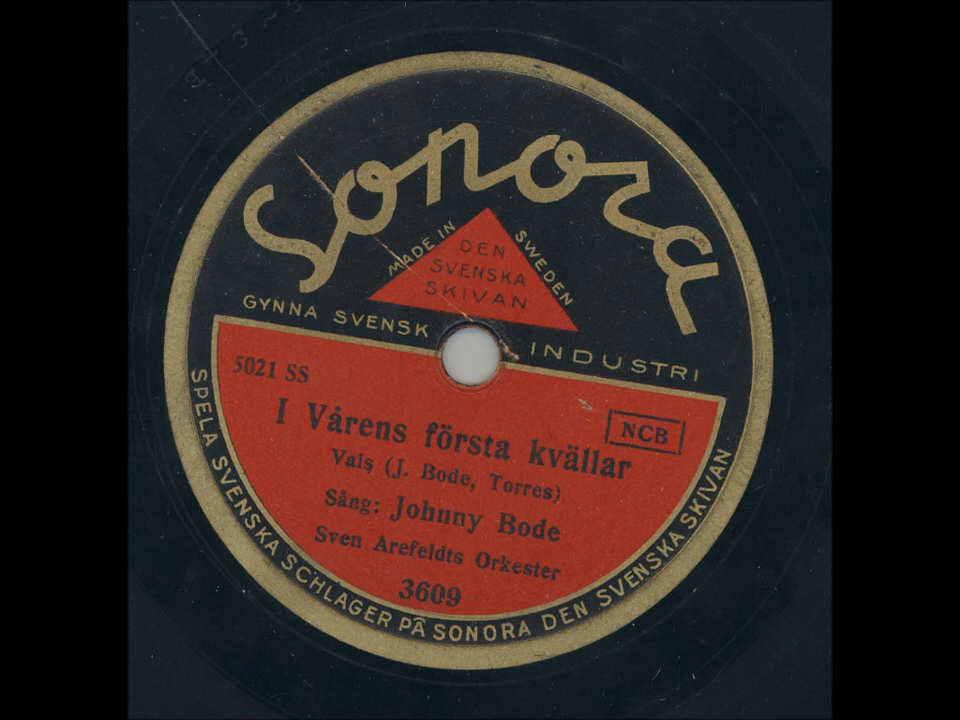 Sonora
MADE IN SWEDEN
DEN
SVENSKA
SKIVAN
GYNNA SVENSK INDUSTRI
5021 SS
NCB
I Vårens första kvällar
Vals (J. Bode, Torres)
Sång: Johnny Bode
Sven Arefeldts Orkester
3609
SPELA SVENSKA SCHLAGER PÅ SONORA DEN SVENSKA SKIVAN